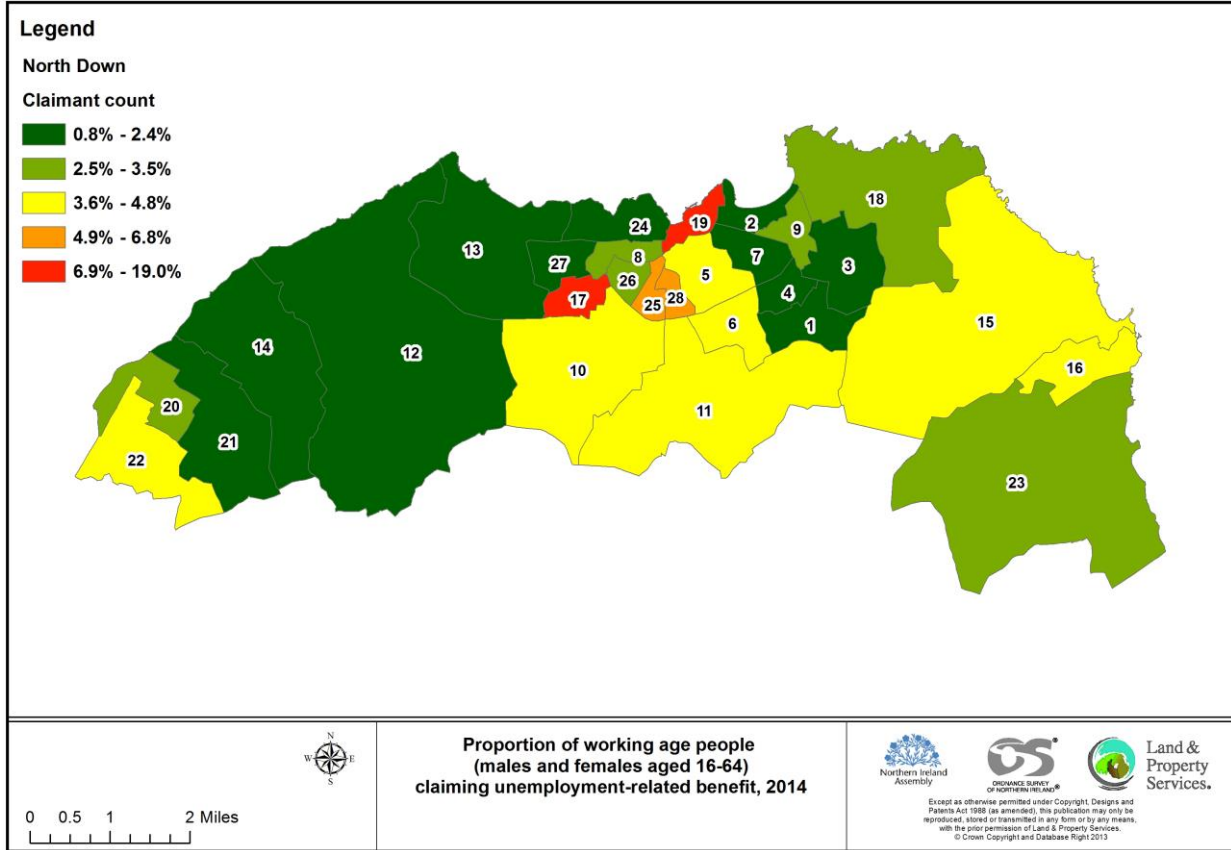 Legend
North Down
Claimant count
0.8% - 2.4%
2.5% - 3.5%
3.6% - 4.8%
4.9% - 6.8%
6.9% - 19.0%
18
24
19
2
9
13
8
7
3
27
5
26
4
17
25
28
6
1
15
14
12
10
16
11
20
21
22
23
N
W E
S
0 0.5 1 2 Miles
Proportion of working age people
(males and females aged 16-64)
claiming unemployment-related benefit, 2014
Northern Ireland
Assembly
OS®
ORDNANCE SURVEY
OF NORTHERN IRELAND®
Land &
Property
Services.
Except as otherwise permitted under Copyright, Designs and
Patents Act 1988 (as amended), this publication may only be
reproduced, stored or transmitted in any form or by any means,
with the prior permission of Land & Property Services.
© Crown Copyright and Database Right 2013